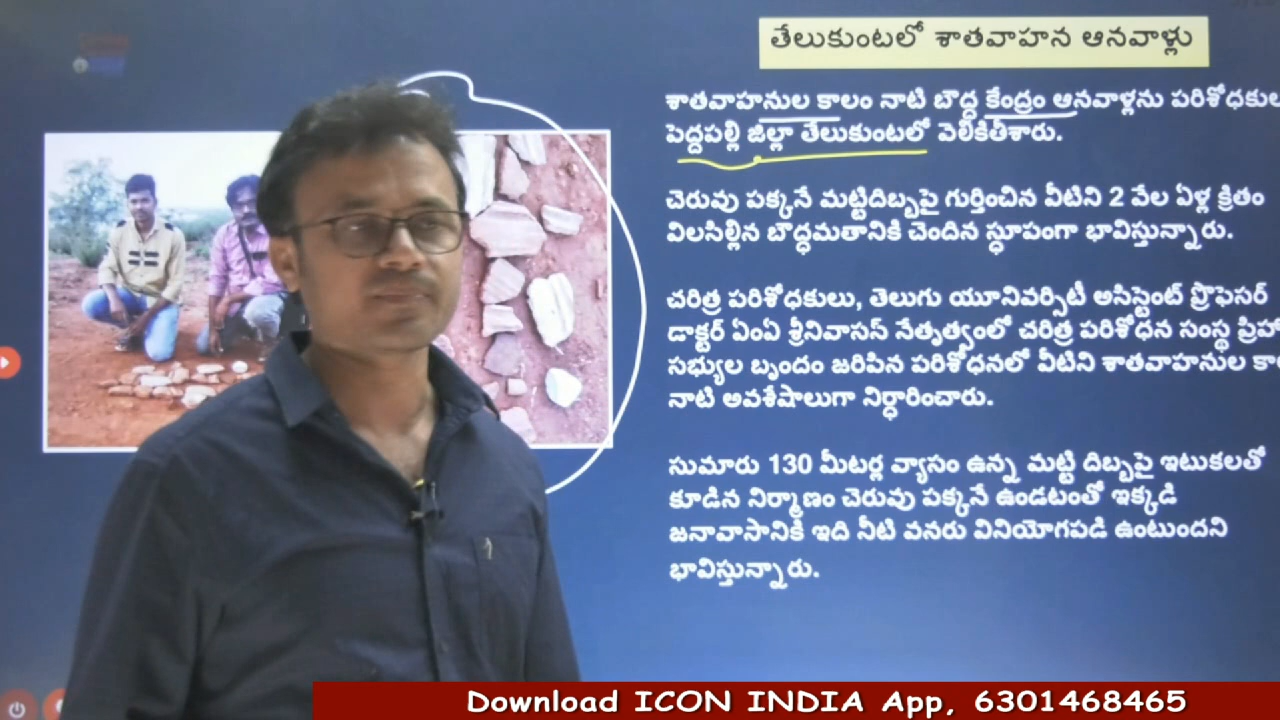 తేలుకుంటలో శాతవాహన ఆనవాళ్లు
శాతవాహనుల కాలం నాటి బౌద్ధ కేంద్రం ఆనవాళ్లను పరిశోధకుల
పెద్దపల్లి జిల్లా తేలుకుంటలో వెలికితీశారు.
చెరువు పక్కనే మట్టిదిబ్బపై గుర్తించిన వీటిని 2 వేల ఏళ్ల క్రితం
విలసిల్లిన బౌద్ధమతానికి చెందిన స్థూపంగా భావిస్తున్నారు.
చరిత్ర పరిశోధకులు, తెలుగు యూనివర్సిటీ అసిస్టెంట్ ప్రొఫెసర్
డాక్టర్ ఏంఏ శ్రీనివాసన్ నేతృత్వంలో చరిత్ర పరిశోధన సంస్థ ప్రిహా
సభ్యుల బృందం జరిపిన పరిశోధనలో వీటిని శాతవాహనుల కా
నాటి అవశేషాలుగా నిర్ధారించారు.
సుమారు 130 మీటర్ల వ్యాసం ఉన్న మట్టి దిబ్బపై ఇటుకలతో
కూడిన నిర్మాణం చెరువు పక్కనే ఉండటంతో ఇక్కడి
జనావాసానికి ఇది నీటి వనరు వినియోగపడి ఉంటుందని
భావిస్తున్నారు.
Download ICON INDIA App, 6301468465